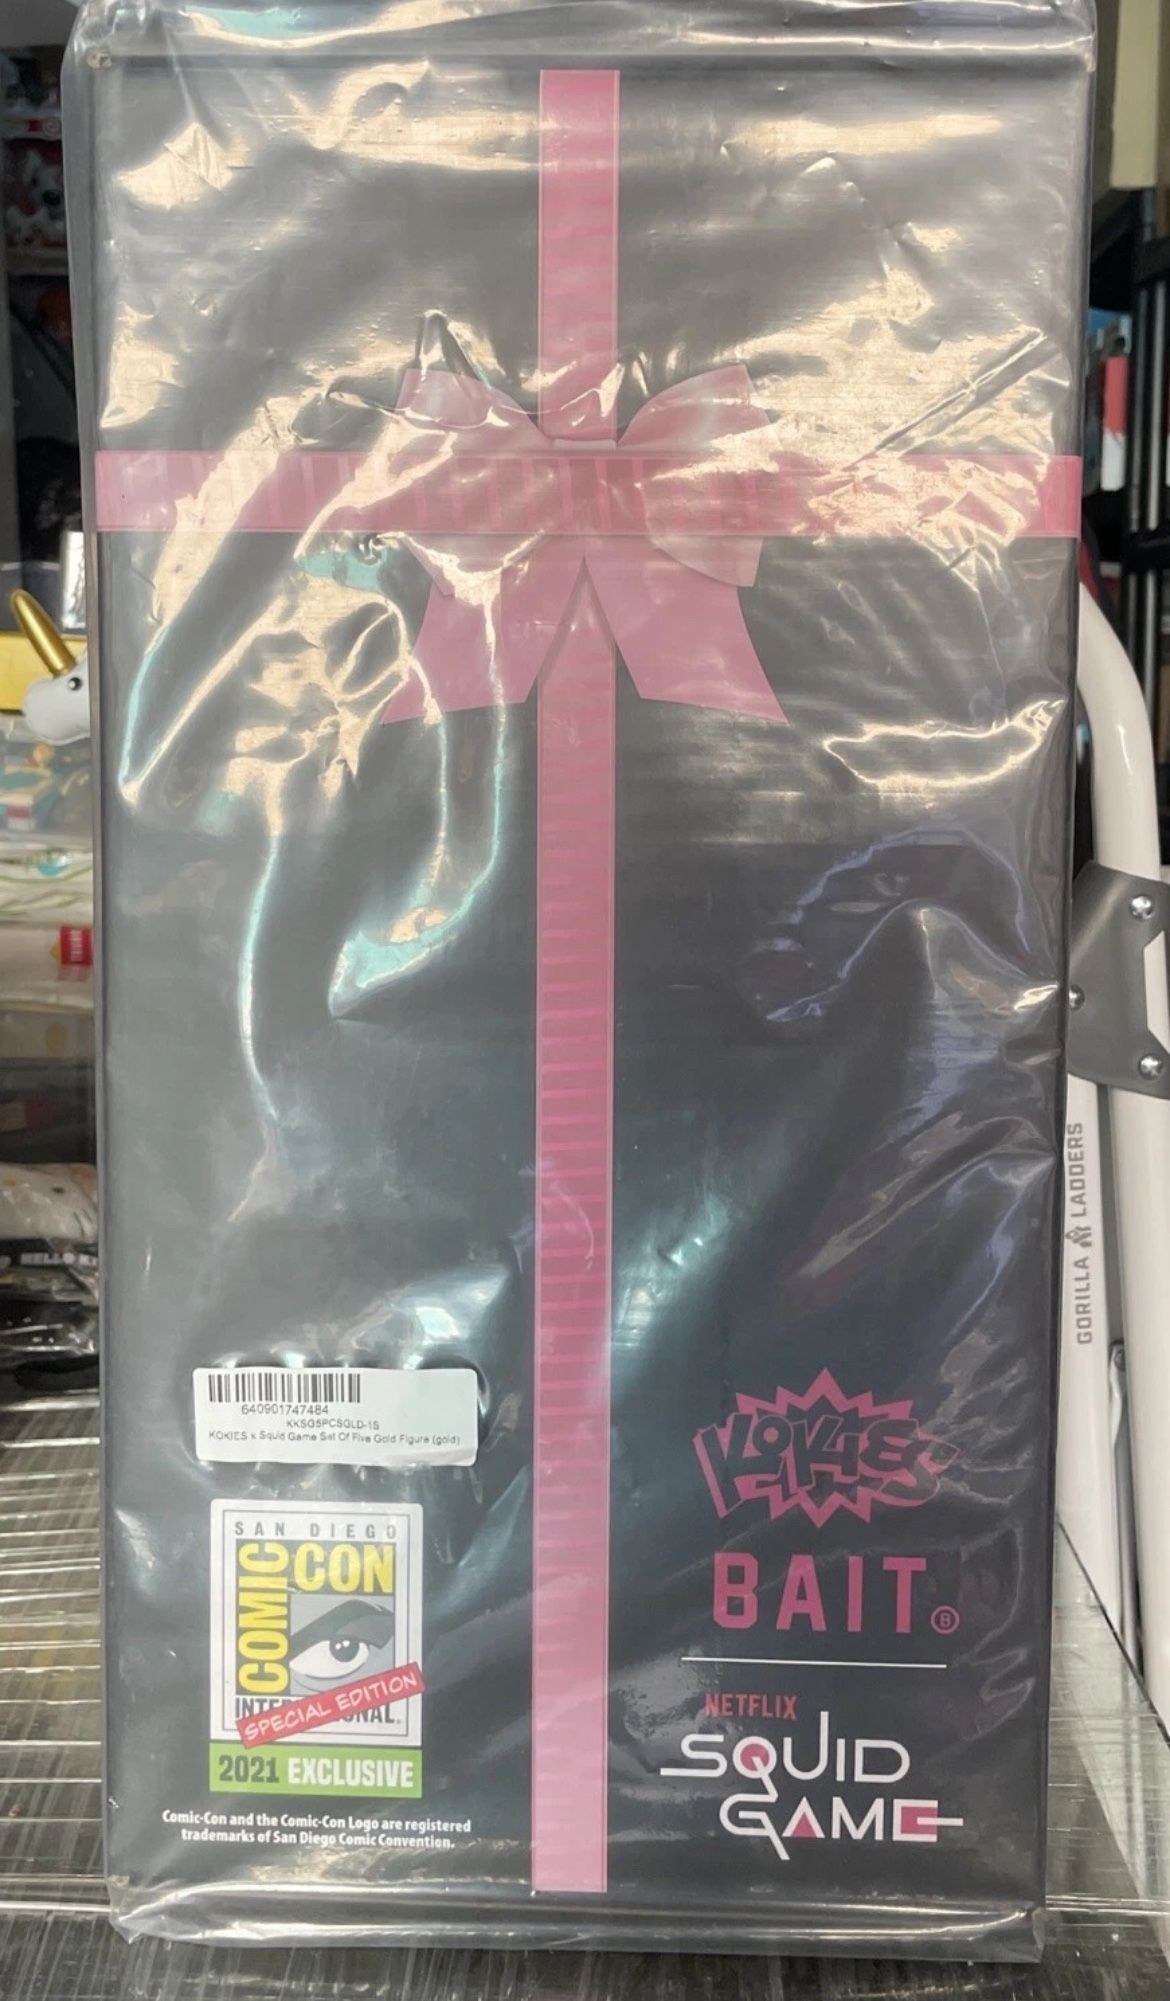 640901747484
KKSG5PCSGLD-1S
KOKIES x Squid Game Set Of Five Gold Figure (gold)
SAN DIEGO
COMIC CON
SPECIAL EDITION
2021 EXCLUSIVE
Comic-Con and the Comic-Con Logo are registered
trademarks of San Diego Comic Convention.
KOKIES
BAIT®
NETFLIX
SQUID
GAME
GORILLA LADDERS